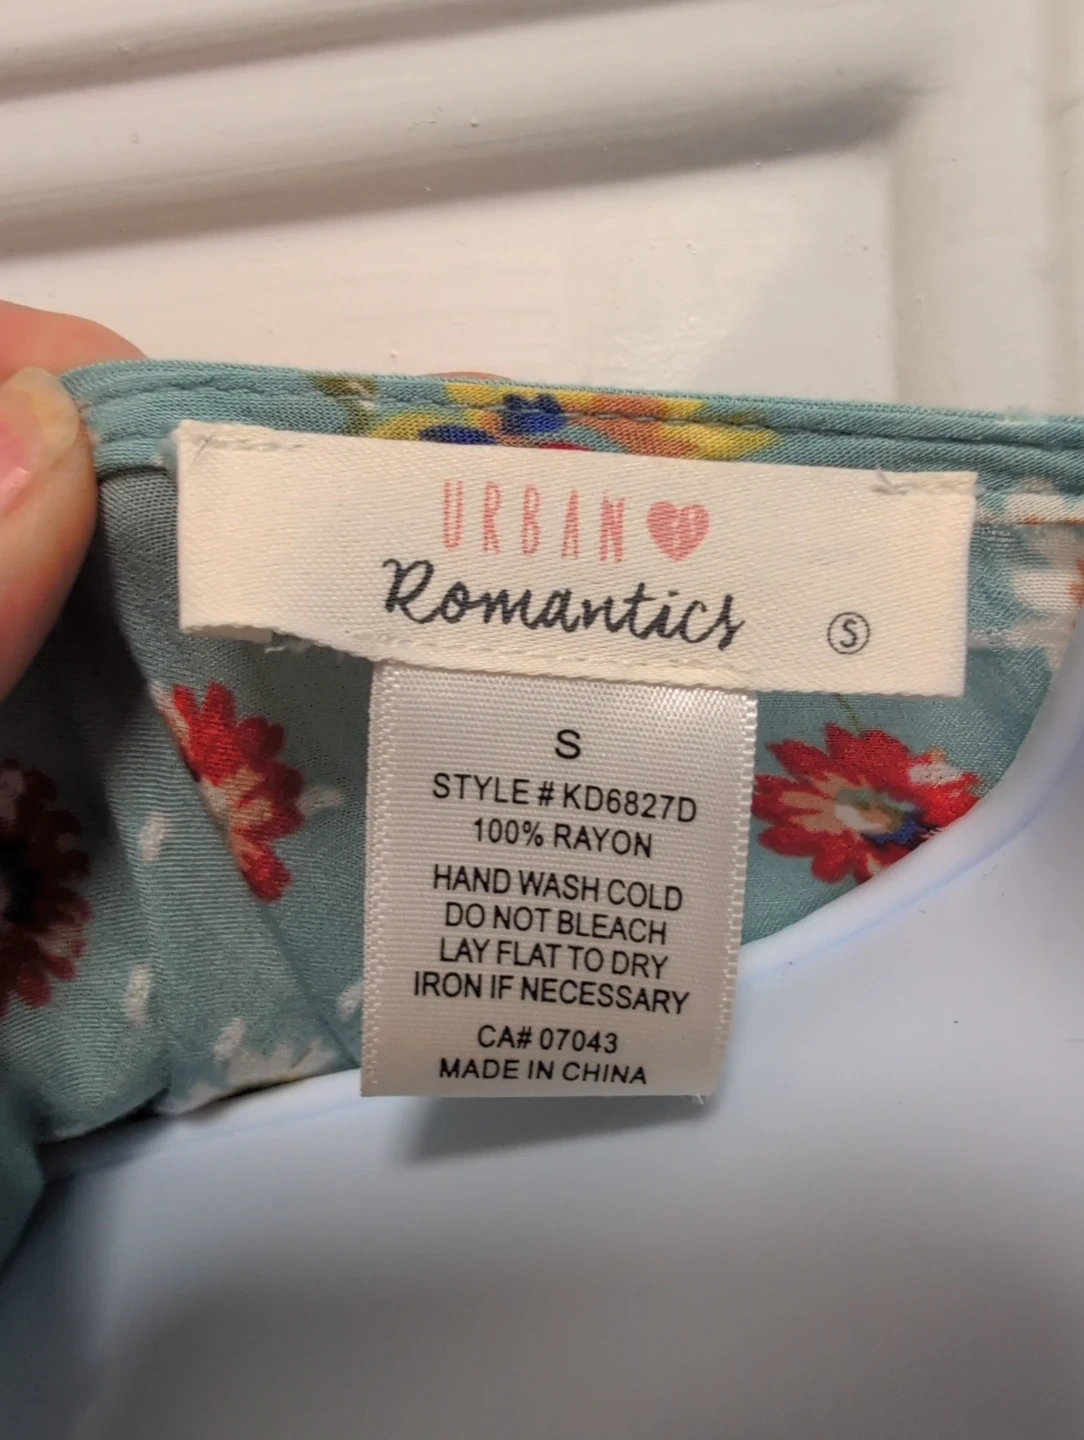 URBAN
Romantics
S
S
STYLE # KD6827D
100% RAYON
HAND WASH COLD
DO NOT BLEACH
LAY FLAT TO DRY
IRON IF NECESSARY
CA# 07043
MADE IN CHINA